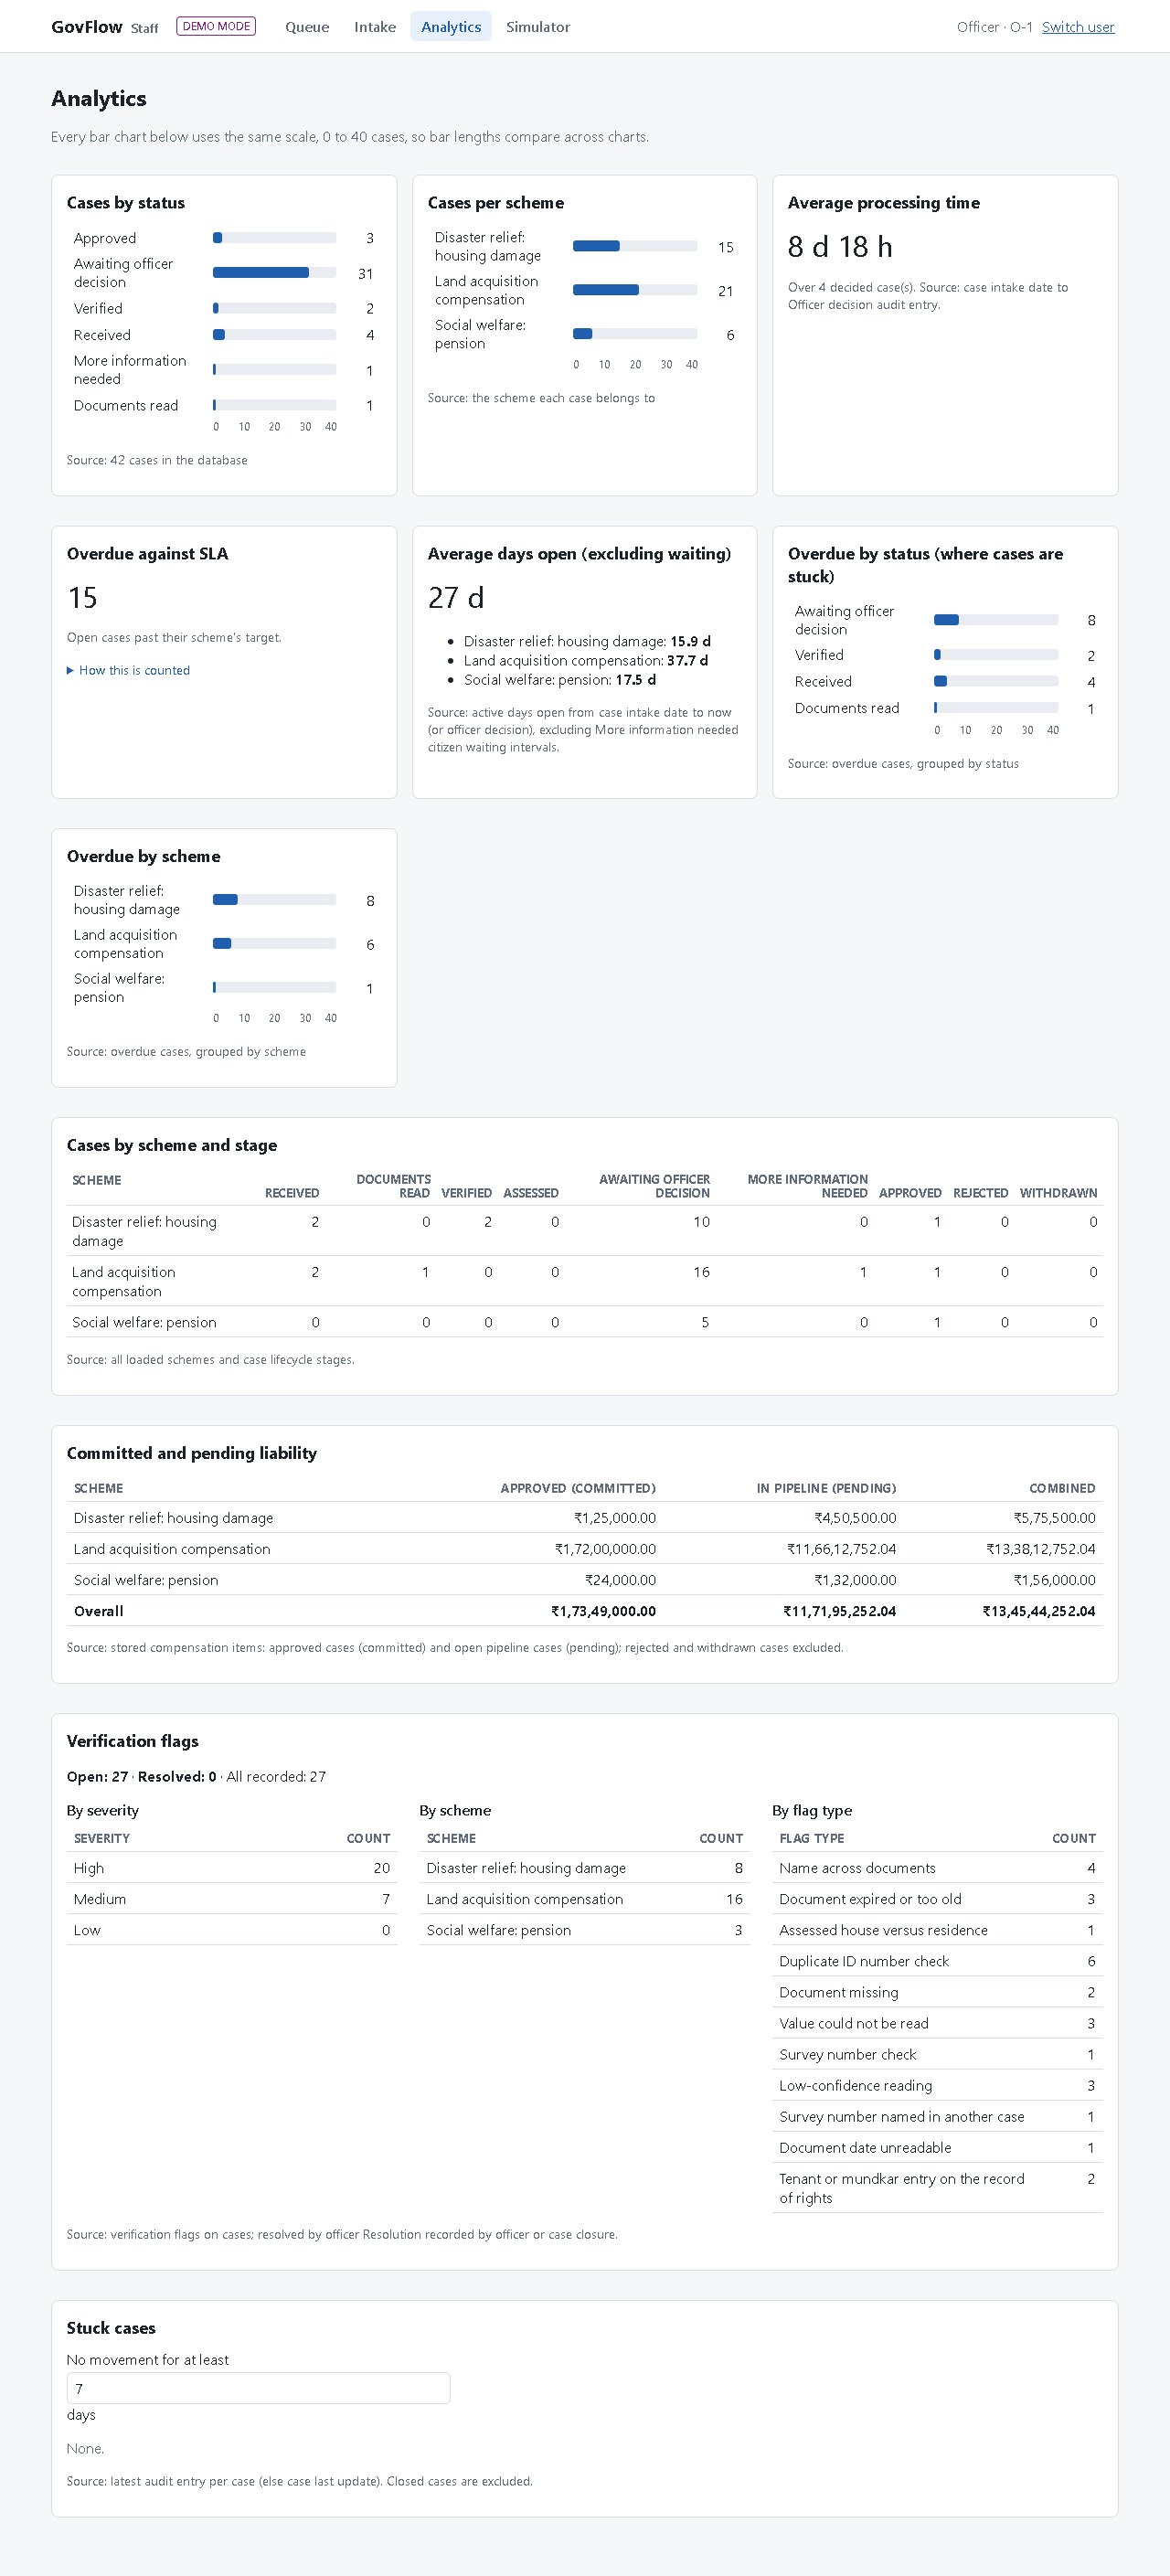 GovFlow Staff DEMO MODE Queue Intake Analytics Simulator Officer · O-1 Switch user
Analytics
Every bar chart below uses the same scale, 0 to 40 cases, so bar lengths compare across charts.
Cases by status
Approved 3
Awaiting officer
decision 31
Verified 2
Received 4
More information
needed 1
Documents read 1
0 10 20 30 40
Source: 42 cases in the database
Cases per scheme
Disaster relief:
housing damage 15
Land acquisition
compensation 21
Social welfare:
pension 6
0 10 20 30 40
Source: the scheme each case belongs to
Average processing time
8 d 18 h
Over 4 decided case(s). Source: case intake date to
Officer decision audit entry.
Overdue against SLA
15
Open cases past their scheme's target.
▶ How this is counted
Average days open (excluding waiting)
27 d
• Disaster relief: housing damage: 15.9 d
• Land acquisition compensation: 37.7 d
• Social welfare: pension: 17.5 d
Source: active days open from case intake date to now
(or officer decision), excluding More information needed
citizen waiting intervals.
Overdue by status (where cases are
stuck)
Awaiting officer
decision 8
Verified 2
Received 4
Documents read 1
0 10 20 30 40
Source: overdue cases, grouped by status
Overdue by scheme
Disaster relief:
housing damage 8
Land acquisition
compensation 6
Social welfare:
pension 1
0 10 20 30 40
Source: overdue cases, grouped by scheme
Cases by scheme and stage
SCHEME RECEIVED DOCUMENTS READ VERIFIED ASSESSED AWAITING OFFICER DECISION MORE INFORMATION NEEDED APPROVED REJECTED WITHDRAWN
Disaster relief: housing
damage 2 0 2 0 10 0 1 0 0
Land acquisition
compensation 2 1 0 0 16 1 1 0 0
Social welfare: pension 0 0 0 0 5 0 1 0 0
Source: all loaded schemes and case lifecycle stages.
Committed and pending liability
SCHEME APPROVED (COMMITTED) IN PIPELINE (PENDING) COMBINED
Disaster relief: housing damage ₹1,25,000.00 ₹4,50,500.00 ₹5,75,500.00
Land acquisition compensation ₹1,72,00,000.00 ₹11,66,12,752.04 ₹13,38,12,752.04
Social welfare: pension ₹24,000.00 ₹1,32,000.00 ₹1,56,000.00
Overall ₹1,73,49,000.00 ₹11,71,95,252.04 ₹13,45,44,252.04
Source: stored compensation items: approved cases (committed) and open pipeline cases (pending); rejected and withdrawn cases excluded.
Verification flags
Open: 27 · Resolved: 0 · All recorded: 27
By severity
SEVERITY COUNT
High 20
Medium 7
Low 0
By scheme
SCHEME COUNT
Disaster relief: housing damage 8
Land acquisition compensation 16
Social welfare: pension 3
By flag type
FLAG TYPE COUNT
Name across documents 4
Document expired or too old 3
Assessed house versus residence 1
Duplicate ID number check 6
Document missing 2
Value could not be read 3
Survey number check 1
Low-confidence reading 3
Survey number named in another case 1
Document date unreadable 1
Tenant or mundkar entry on the record
of rights 2
Source: verification flags on cases; resolved by officer Resolution recorded by officer or case closure.
Stuck cases
No movement for at least
7
days
None.
Source: latest audit entry per case (else case last update). Closed cases are excluded.